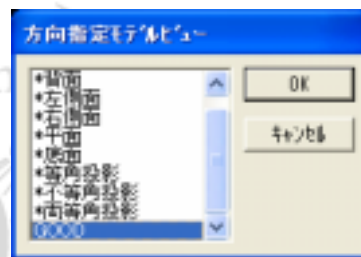 方向指定ﾓﾃﾞﾙﾋﾞｭｰ
*背面
*左側面
*右側面
*平面
*底面
*等角投影
*不等角投影
*両等角投影
GOOD
OK
ｷｬﾝｾﾙ